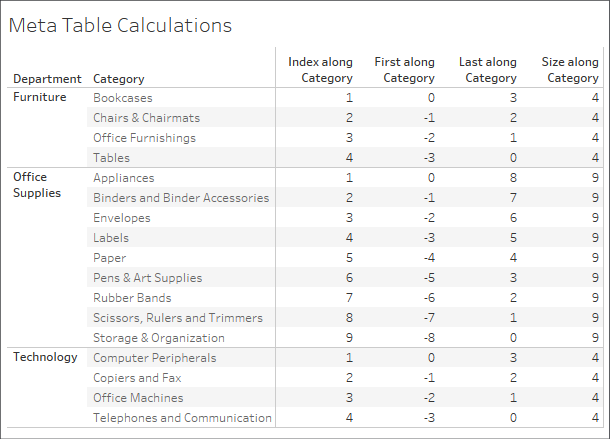 Meta Table Calculations
Index along First along Last along Size along
Department Category Category Category Category Category
Furniture Bookcases 1 0 3 4
Chairs & Chairmats 2 -1 2 4
Office Furnishings 3 -2 1 4
Tables 4 -3 0 4
Office Appliances 1 0 8 9
Supplies Binders and Binder Accessories 2 -1 7 9
Envelopes 3 -2 6 9
Labels 4 -3 5 9
Paper 5 -4 4 9
Pens & Art Supplies 6 -5 3 9
Rubber Bands 7 -6 2 9
Scissors, Rulers and Trimmers 8 -7 1 9
Storage & Organization 9 -8 0 9
Technology Computer Peripherals 1 0 3 4
Copiers and Fax 2 -1 2 4
Office Machines 3 -2 1 4
Telephones and Communication 4 -3 0 4